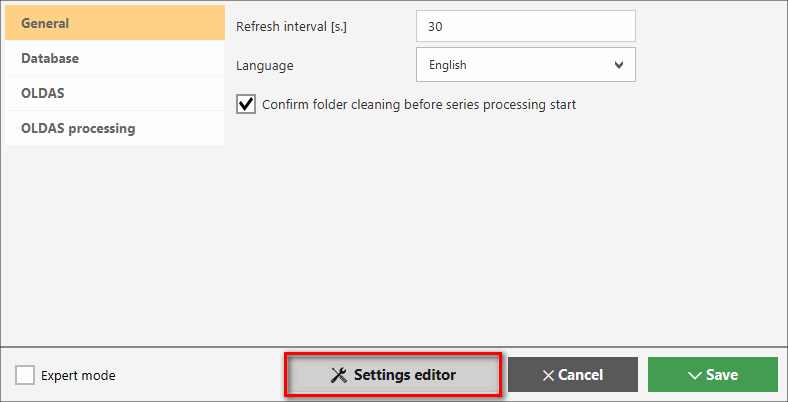 General
Database
OLDAS
OLDAS processing
Refresh interval [s.] 30
Language English
Confirm folder cleaning before series processing start
Expert mode Settings editor Cancel Save